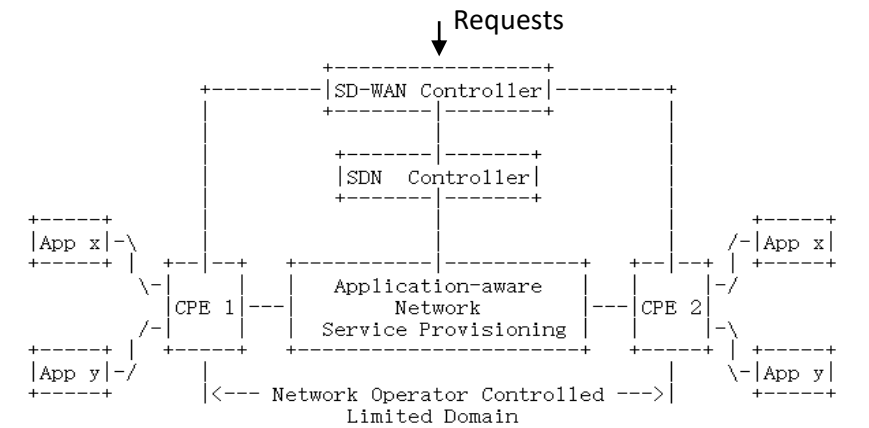 Requests
SD-WAN Controller
SDN Controller
App x
App x
Application-aware
CPE 1
Network
CPE 2
Service Provisioning
App y
App y
<--- Network Operator Controlled --->
Limited Domain